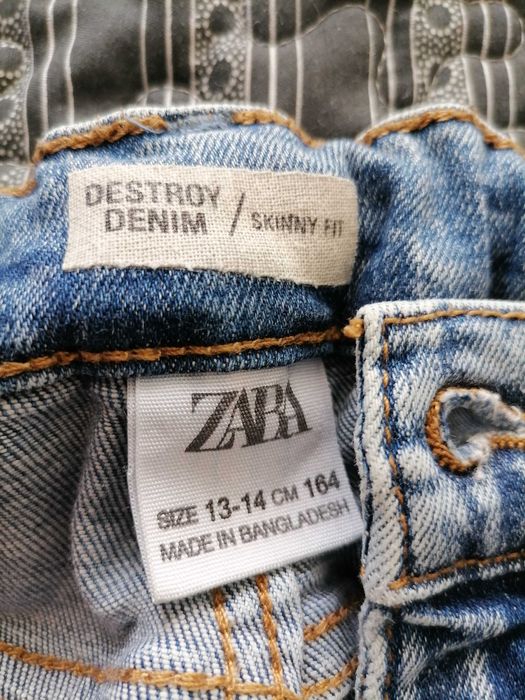 DESTROY
DENIM / SKINNY FIT
ZARA
SIZE 13-14 CM 164
MADE IN BANGLADESH